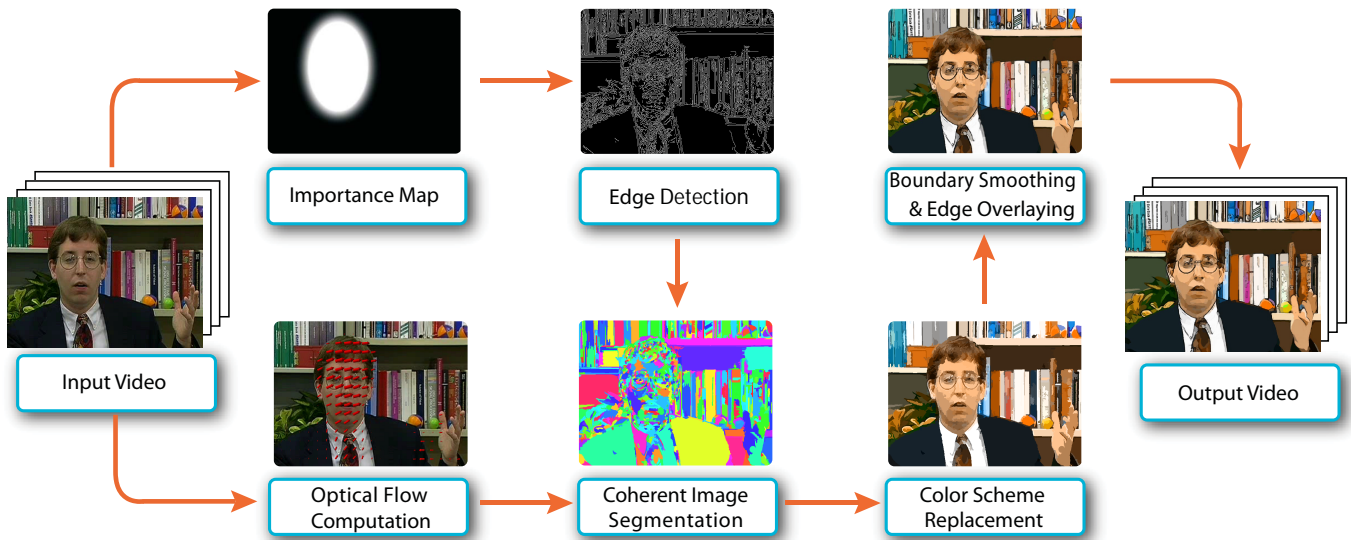 Input Video
Importance Map
Edge Detection
Optical Flow
Computation
Coherent Image
Segmentation
Color Scheme
Replacement
Boundary Smoothing
& Edge Overlaying
Output Video